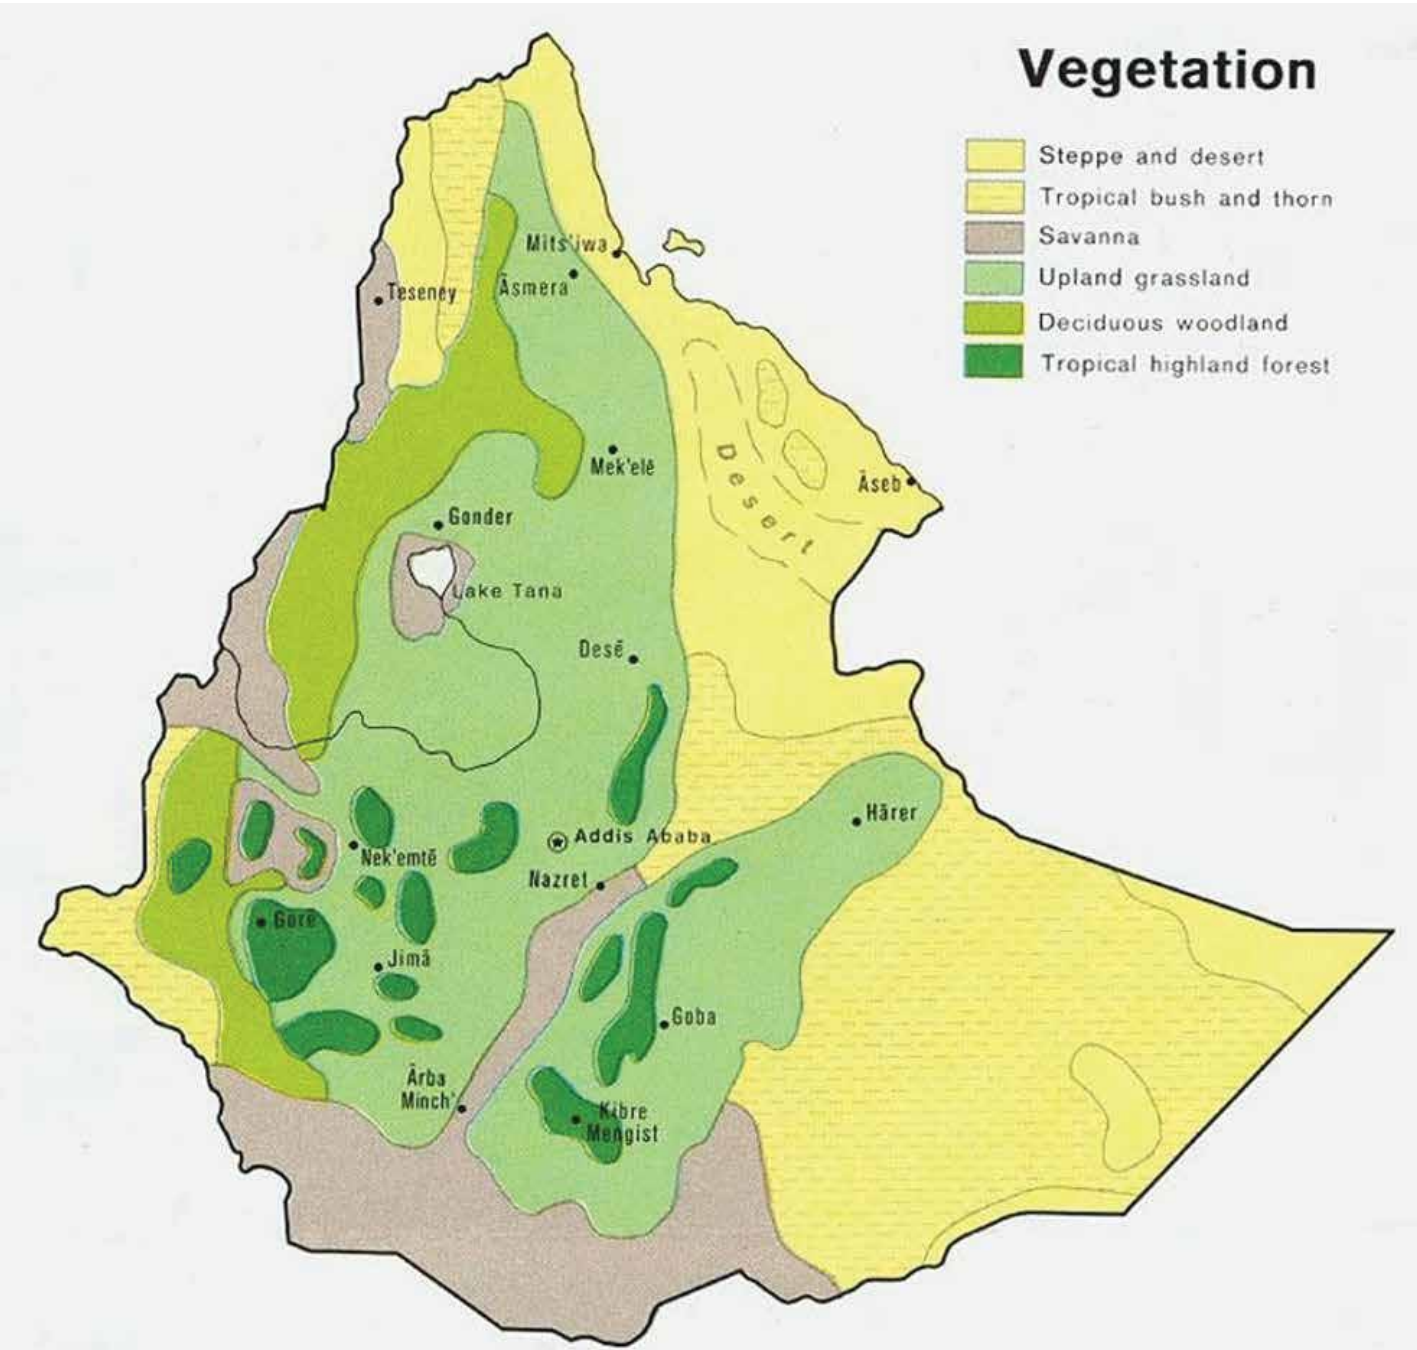 Vegetation
Steppe and desert
Tropical bush and thorn
Savanna
Upland grassland
Deciduous woodland
Tropical highland forest
Mits'iwa
Teseney
Āsmera
Desert
Mek'elē
Āseb
Gonder
Lake Tana
Desē
Hārer
Addis Ababa
Nek'emtē
Nazret
Gorē
Jimā
Goba
Ārba
Minch'
Kibre
Mengist